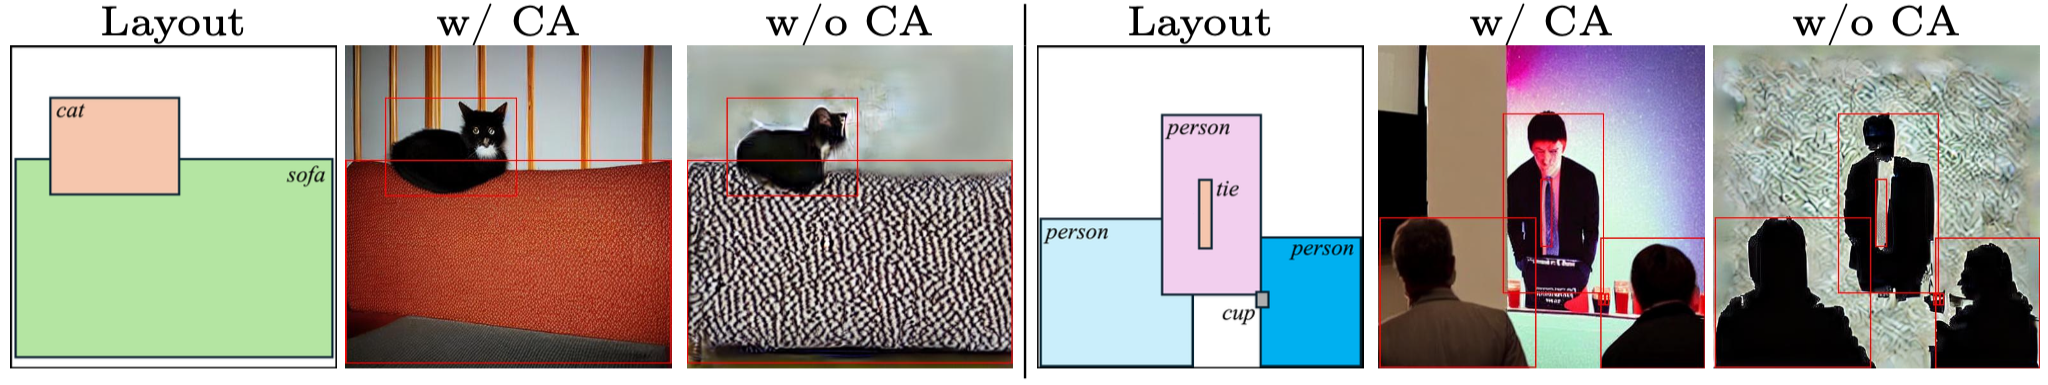 Layout w/ CA w/o CA Layout w/ CA w/o CA
cat
sofa
person
tie
person
person
cup